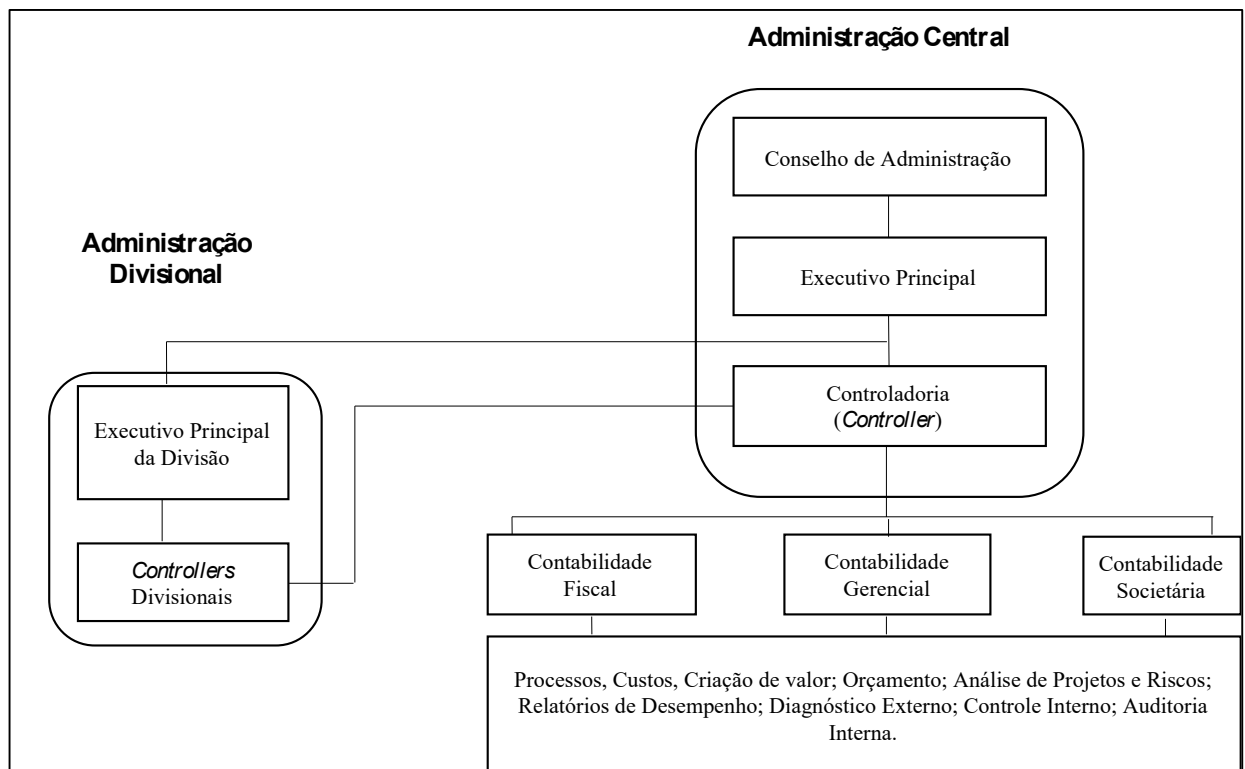 Administração Central
Conselho de Administração
Administração
Divisional
Executivo Principal
Executivo Principal
da Divisão
Controladoria
(Controller)
Controllers
Divisionais
Contabilidade
Fiscal
Contabilidade
Gerencial
Contabilidade
Societária
Processos, Custos, Criação de valor; Orçamento; Análise de Projetos e Riscos;
Relatórios de Desempenho; Diagnóstico Externo; Controle Interno; Auditoria
Interna.